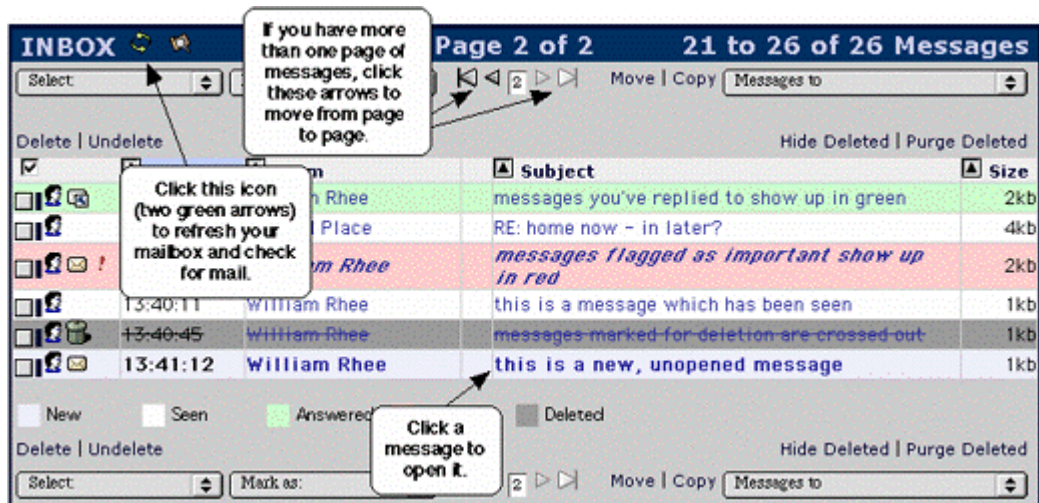 INBOX
If you have more
than one page of
messages, click
these arrows to
move from page
to page.
Page 2 of 2
21 to 26 of 26 Messages
Select:
2
Move | Copy
Messages to
Delete | Undelete
Hide Deleted | Purge Deleted
Click this icon
(two green arrows)
to refresh your
mailbox and check
for mail.
Subject
Size
Rhee
messages you've replied to show up in green
2kb
Place
RE: home now - in later?
4kb
! Rhee
messages flagged as important show up
in red
2kb
13:40:11 William Rhee this is a message which has been seen 1kb
13:40:45 William Rhee messages marked for deletion are crossed out 1kb
13:41:12 William Rhee this is a new, unopened message 1kb
New Seen Answered Deleted
Click a
message to
open it.
Delete | Undelete
Hide Deleted | Purge Deleted
Select:
Mark as:
2
Move | Copy
Messages to